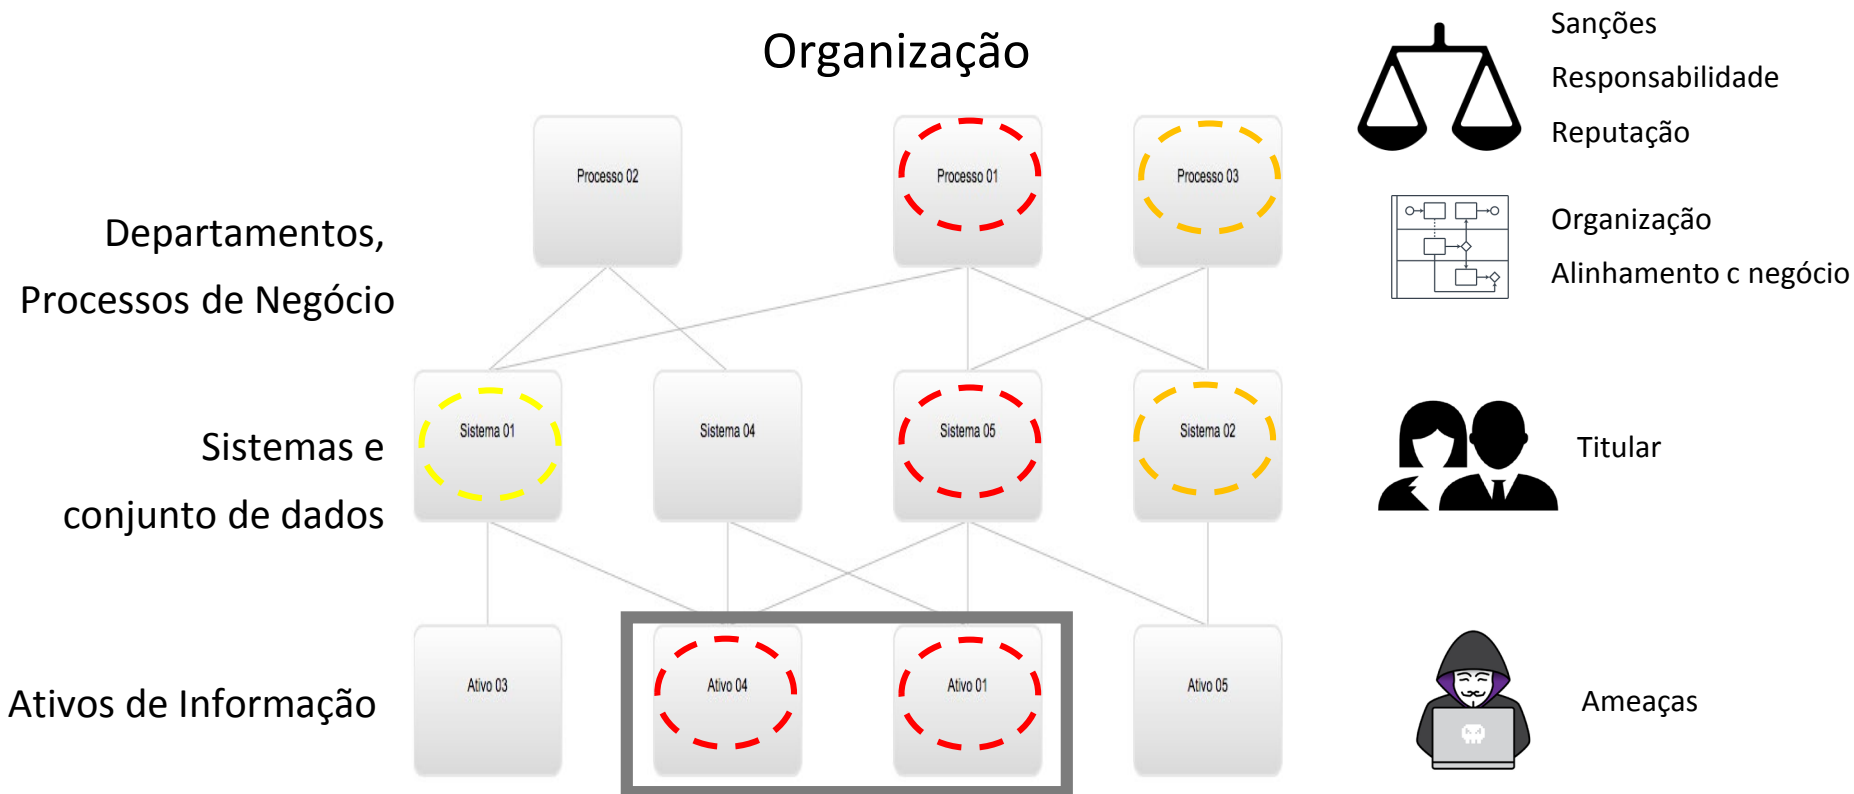 Organização
Sanções
Responsabilidade
Reputação
Processo 02
Processo 01
Processo 03
Departamentos,
Processos de Negócio
Organização
Alinhamento c negócio
Sistema 01
Sistema 04
Sistema 05
Sistema 02
Sistemas e
conjunto de dados
Titular
Ativos de Informação
Ativo 03
Ativo 04
Ativo 01
Ativo 05
Ameaças